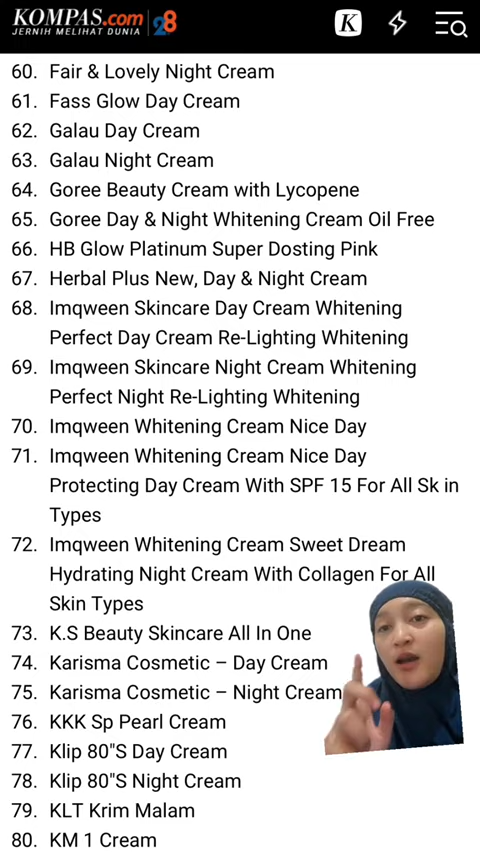 KOMPAS.com
JERNIH MELIHAT DUNIA
28
K
60. Fair & Lovely Night Cream
61. Fass Glow Day Cream
62. Galau Day Cream
63. Galau Night Cream
64. Goree Beauty Cream with Lycopene
65. Goree Day & Night Whitening Cream Oil Free
66. HB Glow Platinum Super Dosting Pink
67. Herbal Plus New, Day & Night Cream
68. Imqween Skincare Day Cream Whitening
Perfect Day Cream Re-Lighting Whitening
69. Imqween Skincare Night Cream Whitening
Perfect Night Re-Lighting Whitening
70. Imqween Whitening Cream Nice Day
71. Imqween Whitening Cream Nice Day
Protecting Day Cream With SPF 15 For All Sk in
Types
72. Imqween Whitening Cream Sweet Dream
Hydrating Night Cream With Collagen For All
Skin Types
73. K.S Beauty Skincare All In One
74. Karisma Cosmetic – Day Cream
75. Karisma Cosmetic – Night Cream
76. KKK Sp Pearl Cream
77. Klip 80"S Day Cream
78. Klip 80"S Night Cream
79. KLT Krim Malam
80. KM 1 Cream